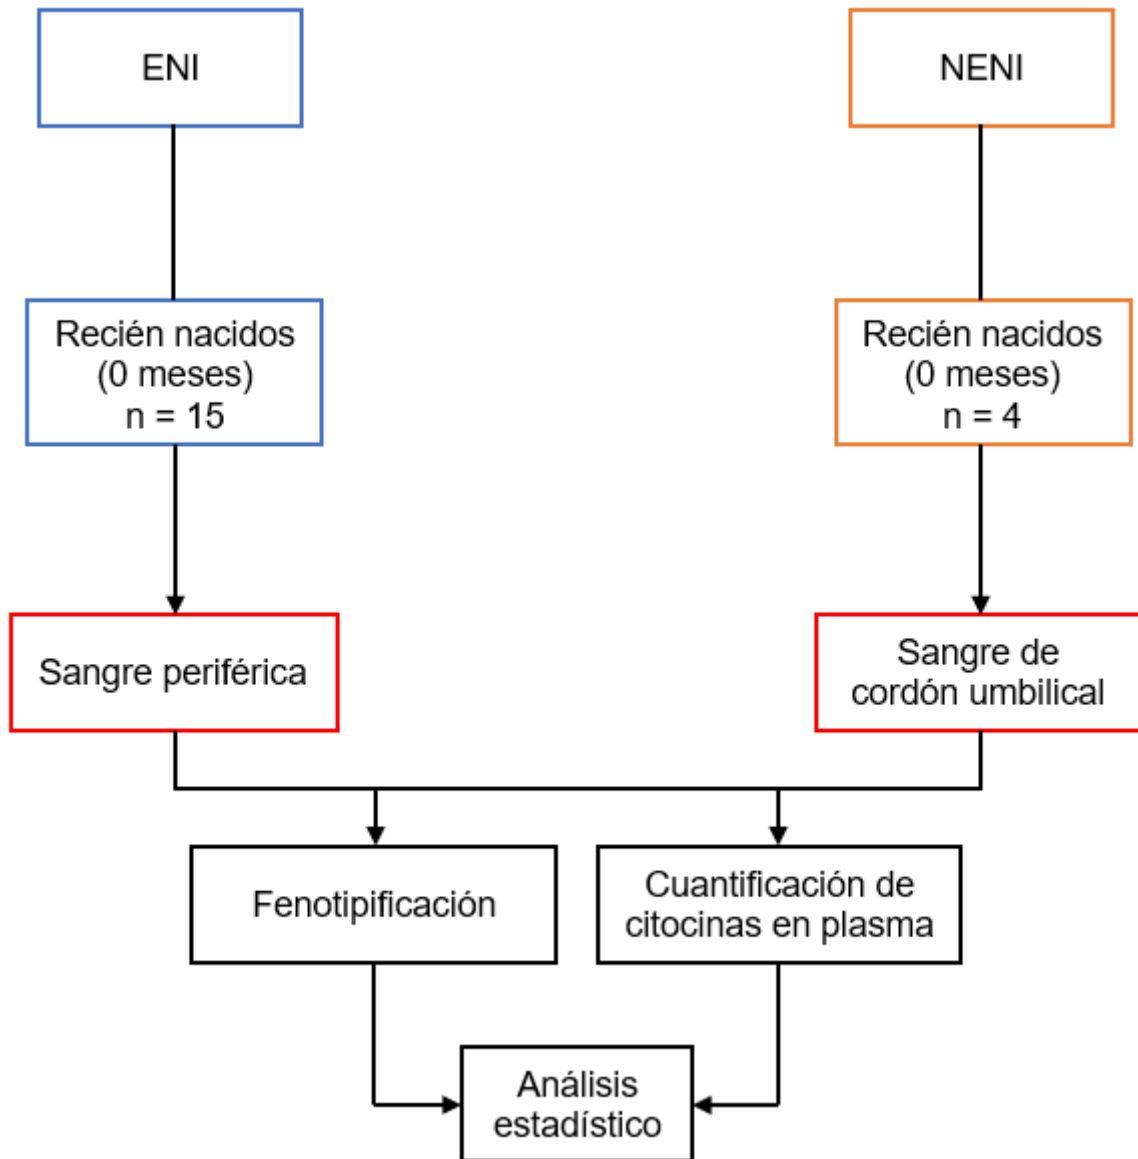 ENI
NENI
Recién nacidos
(0 meses)
n = 15
Recién nacidos
(0 meses)
n = 4
Sangre periférica
Sangre de
cordón umbilical
Fenotipificación
Cuantificación de
citocinas en plasma
Análisis
estadístico